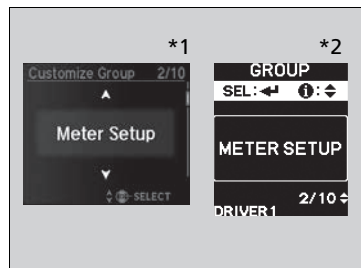 *1
*2
Customize Group 2/10
Meter Setup
-SELECT
GROUP
SEL: :
METER SETUP
2/10
DRIVER1